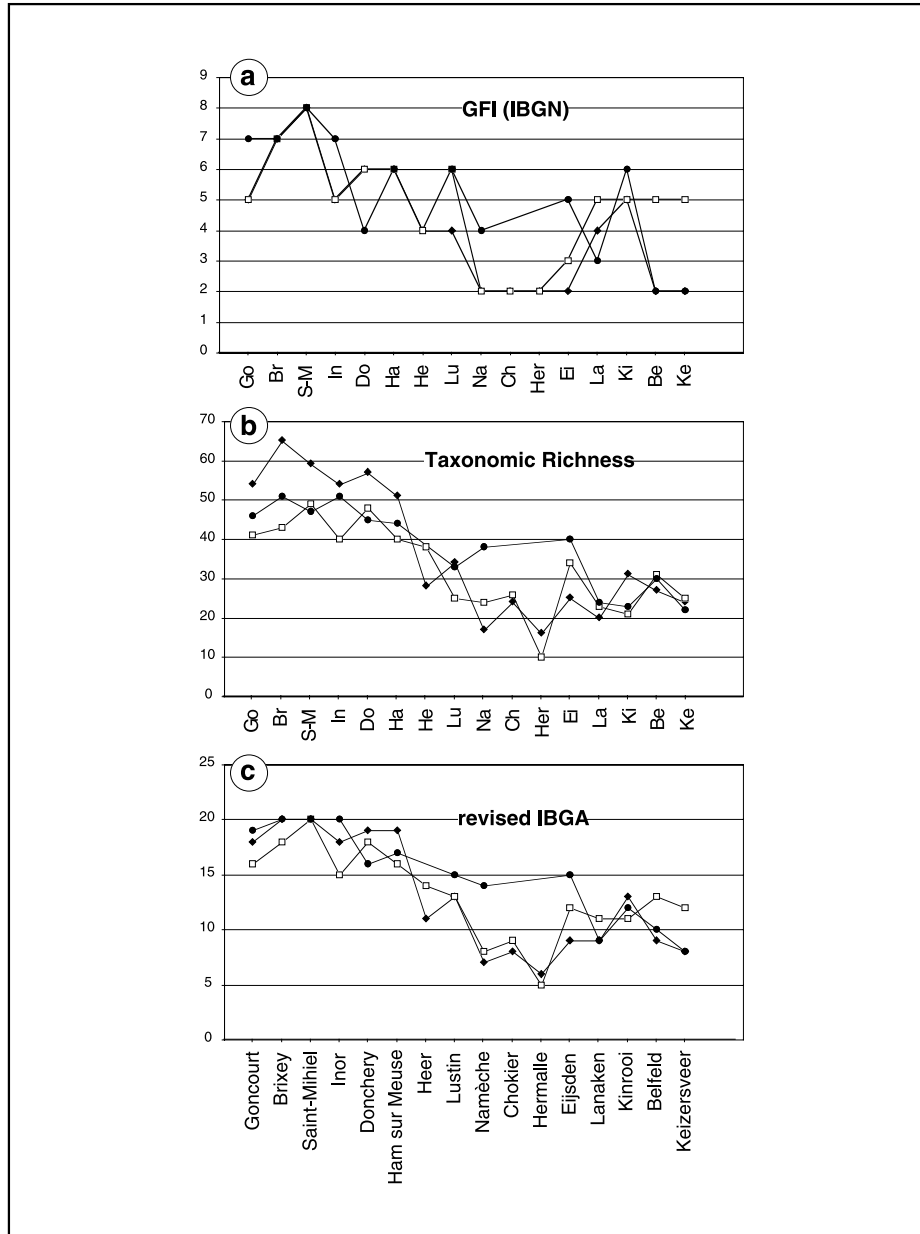 a
GFI (IBGN)
9
8
7
6
5
4
3
2
1
0
Go Br S-M In Do Ha He Lu Na Ch Her Ei La Ki Be Ke
b
Taxonomic Richness
70
60
50
40
30
20
10
0
Go Br S-M In Do Ha He Lu Na Ch Her Ei La Ki Be Ke
c
revised IBGA
25
20
15
10
5
0
Goncourt
Brixey
Saint-Mihiel
Inor
Donchery
Ham sur Meuse
Heer
Lustin
Namèche
Chokier
Hermalle
Eijsden
Lanaken
Kinrooi
Belfeld
Keizersveer